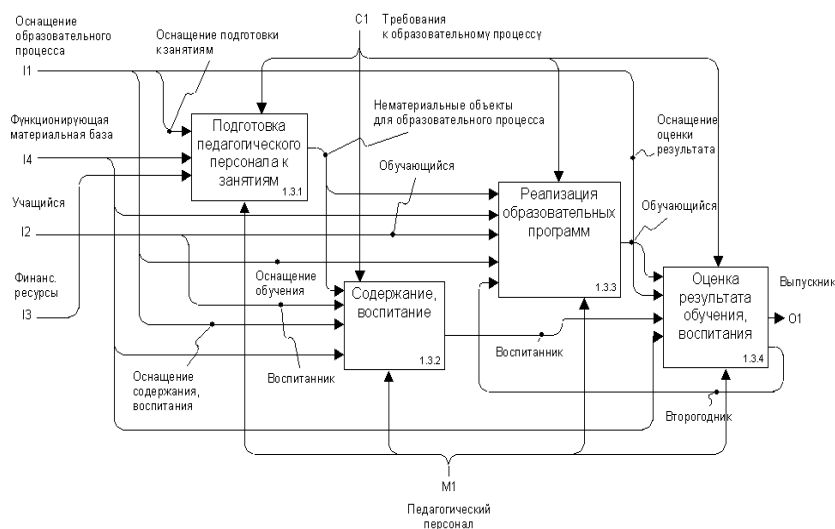 Оснащение
образовательного
процесса
I1
Оснащение подготовки
к занятиям
C1
Требования
к образовательному процессу
Функционирующая
материальная база
I4
Подготовка
педагогического
персонала к
занятиям
1.3.1
Нематериальные объекты
для образовательного процесса
Оснащение
оценки
результата
Обучающийся
Учащийся
I2
Реализация
образовательных
программ
1.3.3
Обучающийся
Финанс.
ресурсы
I3
Оснащение
обучения
Содержание,
воспитание
1.3.2
Оценка
результата
обучения,
воспитания
1.3.4
Выпускник
O1
Оснащение
содержания,
воспитания
Воспитанник
Воспитанник
Второгодник
M1
Педагогический
персонал